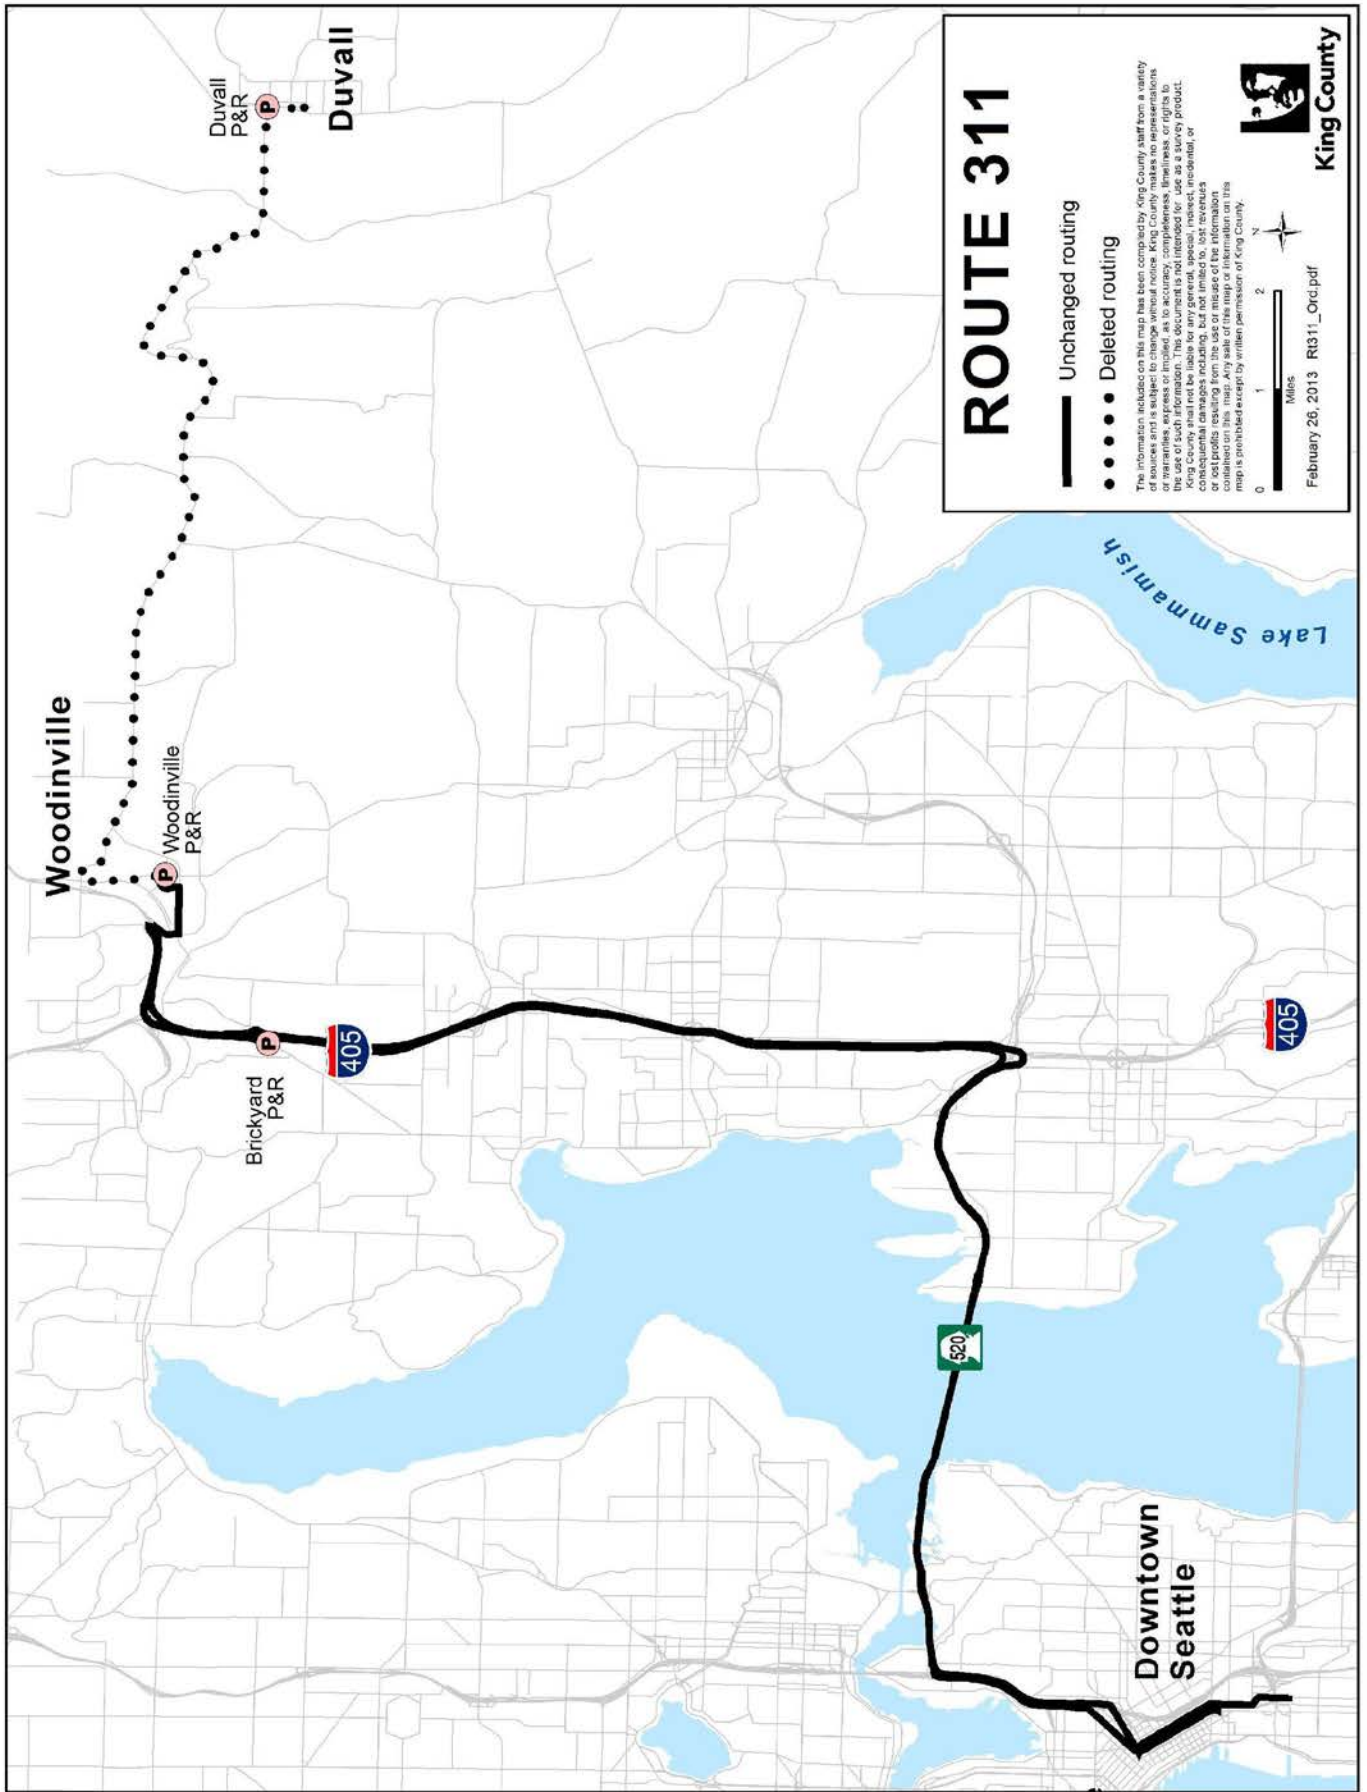 Woodinville
Woodinville
P&R
Duvall
P&R
Duvall
Brickyard
P&R
405
520
405
Lake Sammamish
Downtown
Seattle
ROUTE 311
Unchanged routing
Deleted routing
The information included on this map has been compiled by King County staff from a variety
of sources and is subject to change without notice. King County makes no representations
or warranties, express or implied, as to accuracy, completeness, timeliness, or rights to
the use of such information. This document is not intended for use as a survey product.
King County shall not be liable for any general, special, indirect, incidental, or
consequential damages including, but not limited to, lost revenues
or lost profits resulting from the use or misuse of the information
contained on this map. Any sale of this map or information on this
map is prohibited except by written permission of King County.
0 1 2
Miles
N
February 26, 2013 Rt311_Ord.pdf
King County